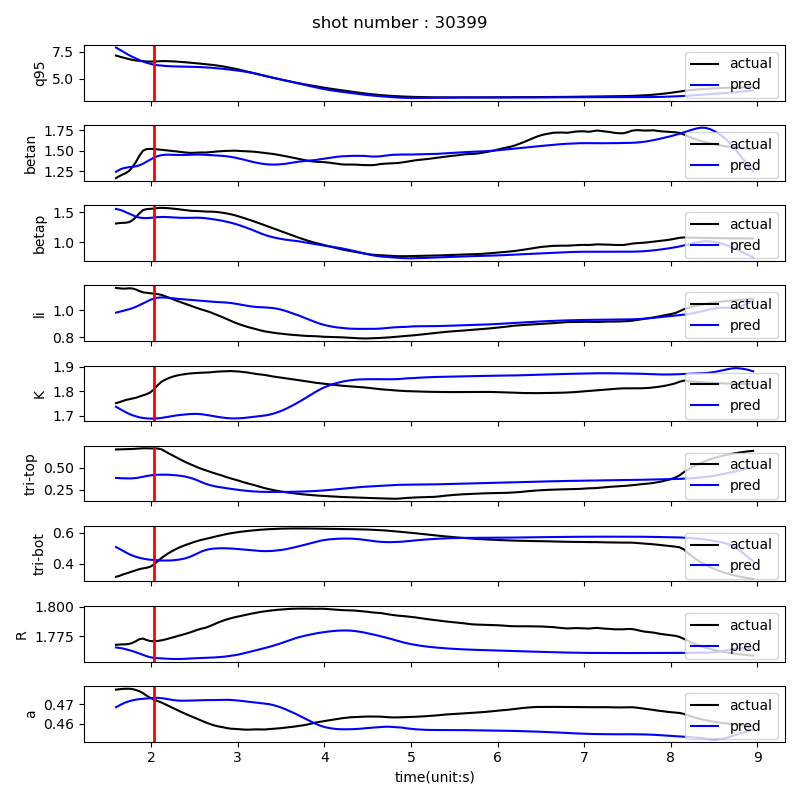 shot number : 30399
7.5
5.0
q95
actual
pred
1.75
1.50
1.25
betan
actual
pred
1.5
1.0
betap
actual
pred
1.0
0.8
li
actual
pred
1.9
1.8
1.7
K
actual
pred
0.50
0.25
tri-top
actual
pred
0.6
0.4
tri-bot
actual
pred
1.800
1.775
R
actual
pred
0.47
0.46
a
actual
pred
2 3 4 5 6 7 8 9
time(unit:s)